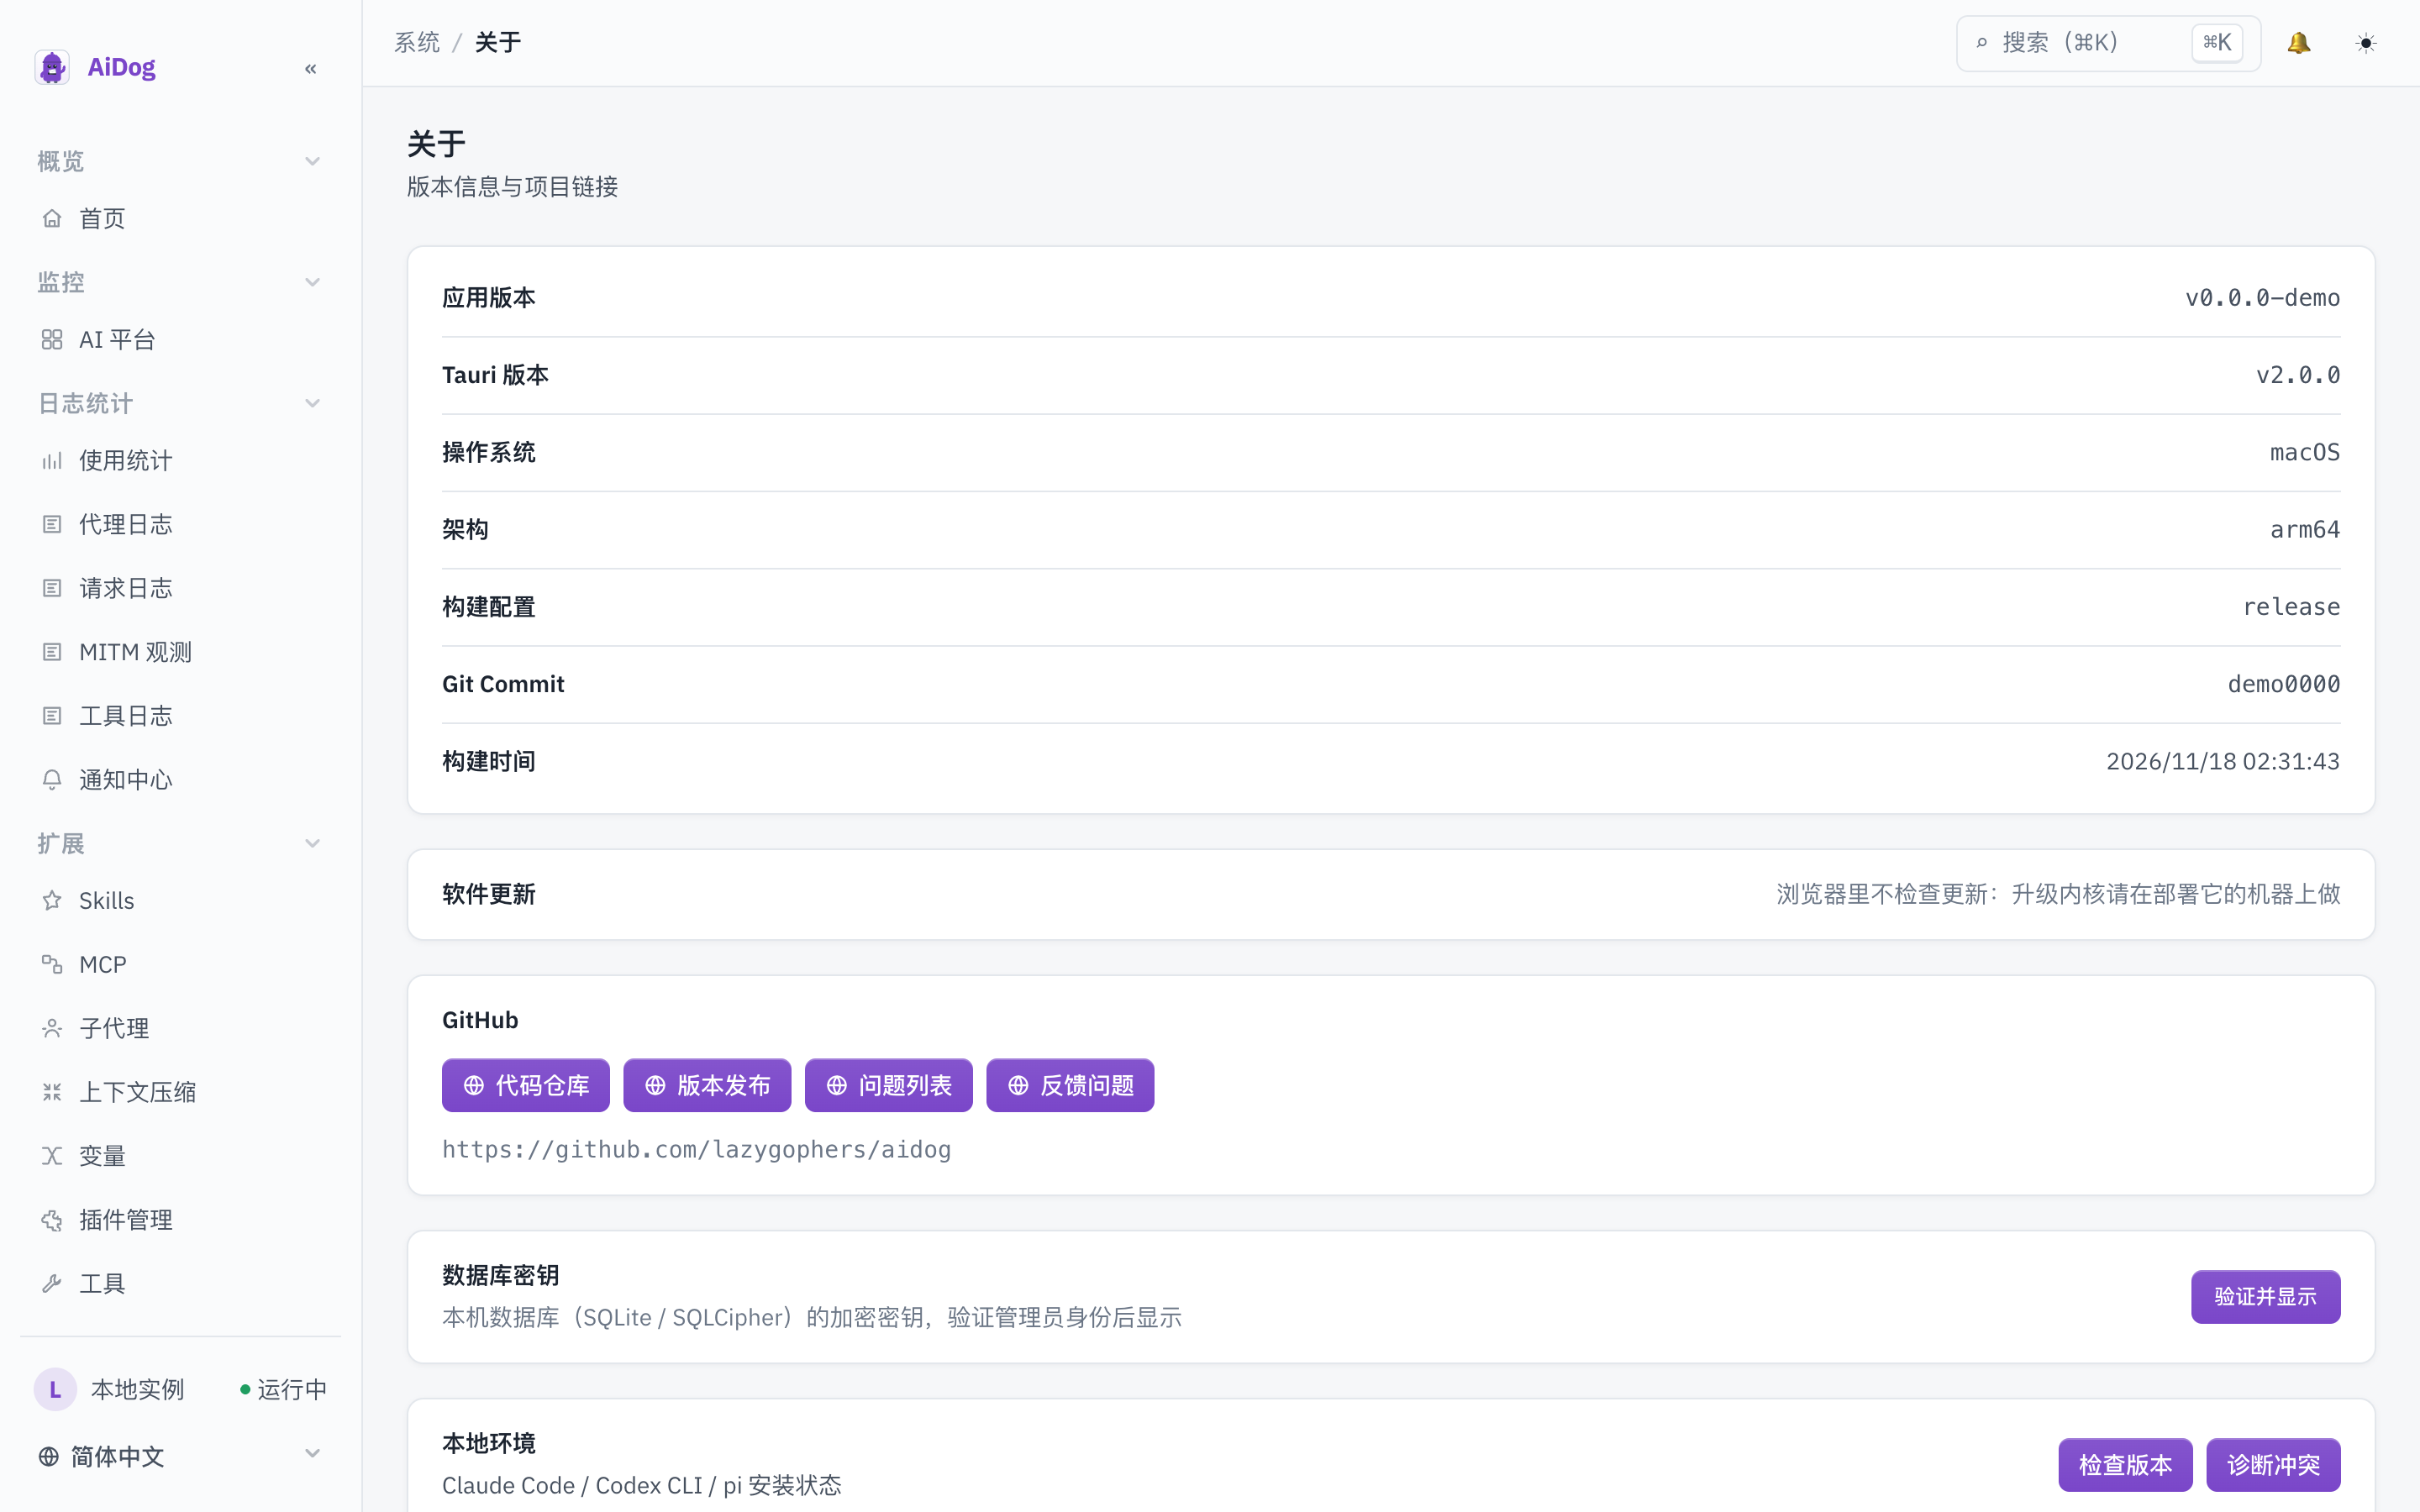 AiDog
«
概览
首页
监控
AI 平台
日志统计
使用统计
代理日志
请求日志
MITM 观测
工具日志
通知中心
扩展
Skills
MCP
子代理
上下文压缩
变量
插件管理
工具
L 本地实例 运行中
简体中文
系统 / 关于
搜索（⌘K） ⌘K
关于
版本信息与项目链接
应用版本 v0.0.0-demo
Tauri 版本 v2.0.0
操作系统 macOS
架构 arm64
构建配置 release
Git Commit demo0000
构建时间 2026/11/18 02:31:43
软件更新 浏览器里不检查更新：升级内核请在部署它的机器上做
GitHub
代码仓库 版本发布 问题列表 反馈问题
https://github.com/lazygophers/aidog
数据库密钥
本机数据库（SQLite / SQLCipher）的加密密钥，验证管理员身份后显示
验证并显示
本地环境
Claude Code / Codex CLI / pi 安装状态
检查版本 诊断冲突